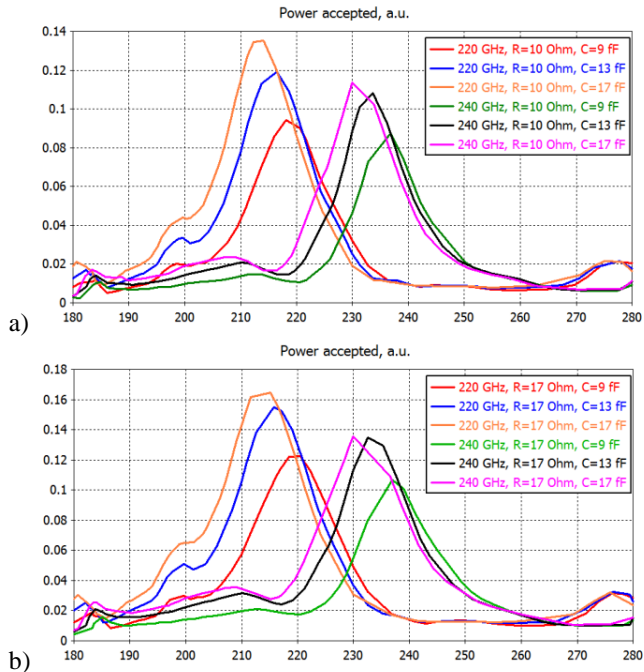 Power accepted, a.u.
0.14
0.12
0.1
0.08
0.06
0.04
0.02
0
220 GHz, R=10 Ohm, C=9 fF
220 GHz, R=10 Ohm, C=13 fF
220 GHz, R=10 Ohm, C=17 fF
240 GHz, R=10 Ohm, C=9 fF
240 GHz, R=10 Ohm, C=13 fF
240 GHz, R=10 Ohm, C=17 fF
180 190 200 210 220 230 240 250 260 270 280
a)
Power accepted, a.u.
0.18
0.16
0.14
0.12
0.1
0.08
0.06
0.04
0.02
0
220 GHz, R=17 Ohm, C=9 fF
220 GHz, R=17 Ohm, C=13 fF
220 GHz, R=17 Ohm, C=17 fF
240 GHz, R=17 Ohm, C=9 fF
240 GHz, R=17 Ohm, C=13 fF
240 GHz, R=17 Ohm, C=17 fF
180 190 200 210 220 230 240 250 260 270 280
b)